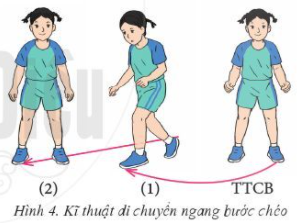 (2) (1) TTCB
Hình 4. Kĩ thuật di chuyển ngang bước chéo